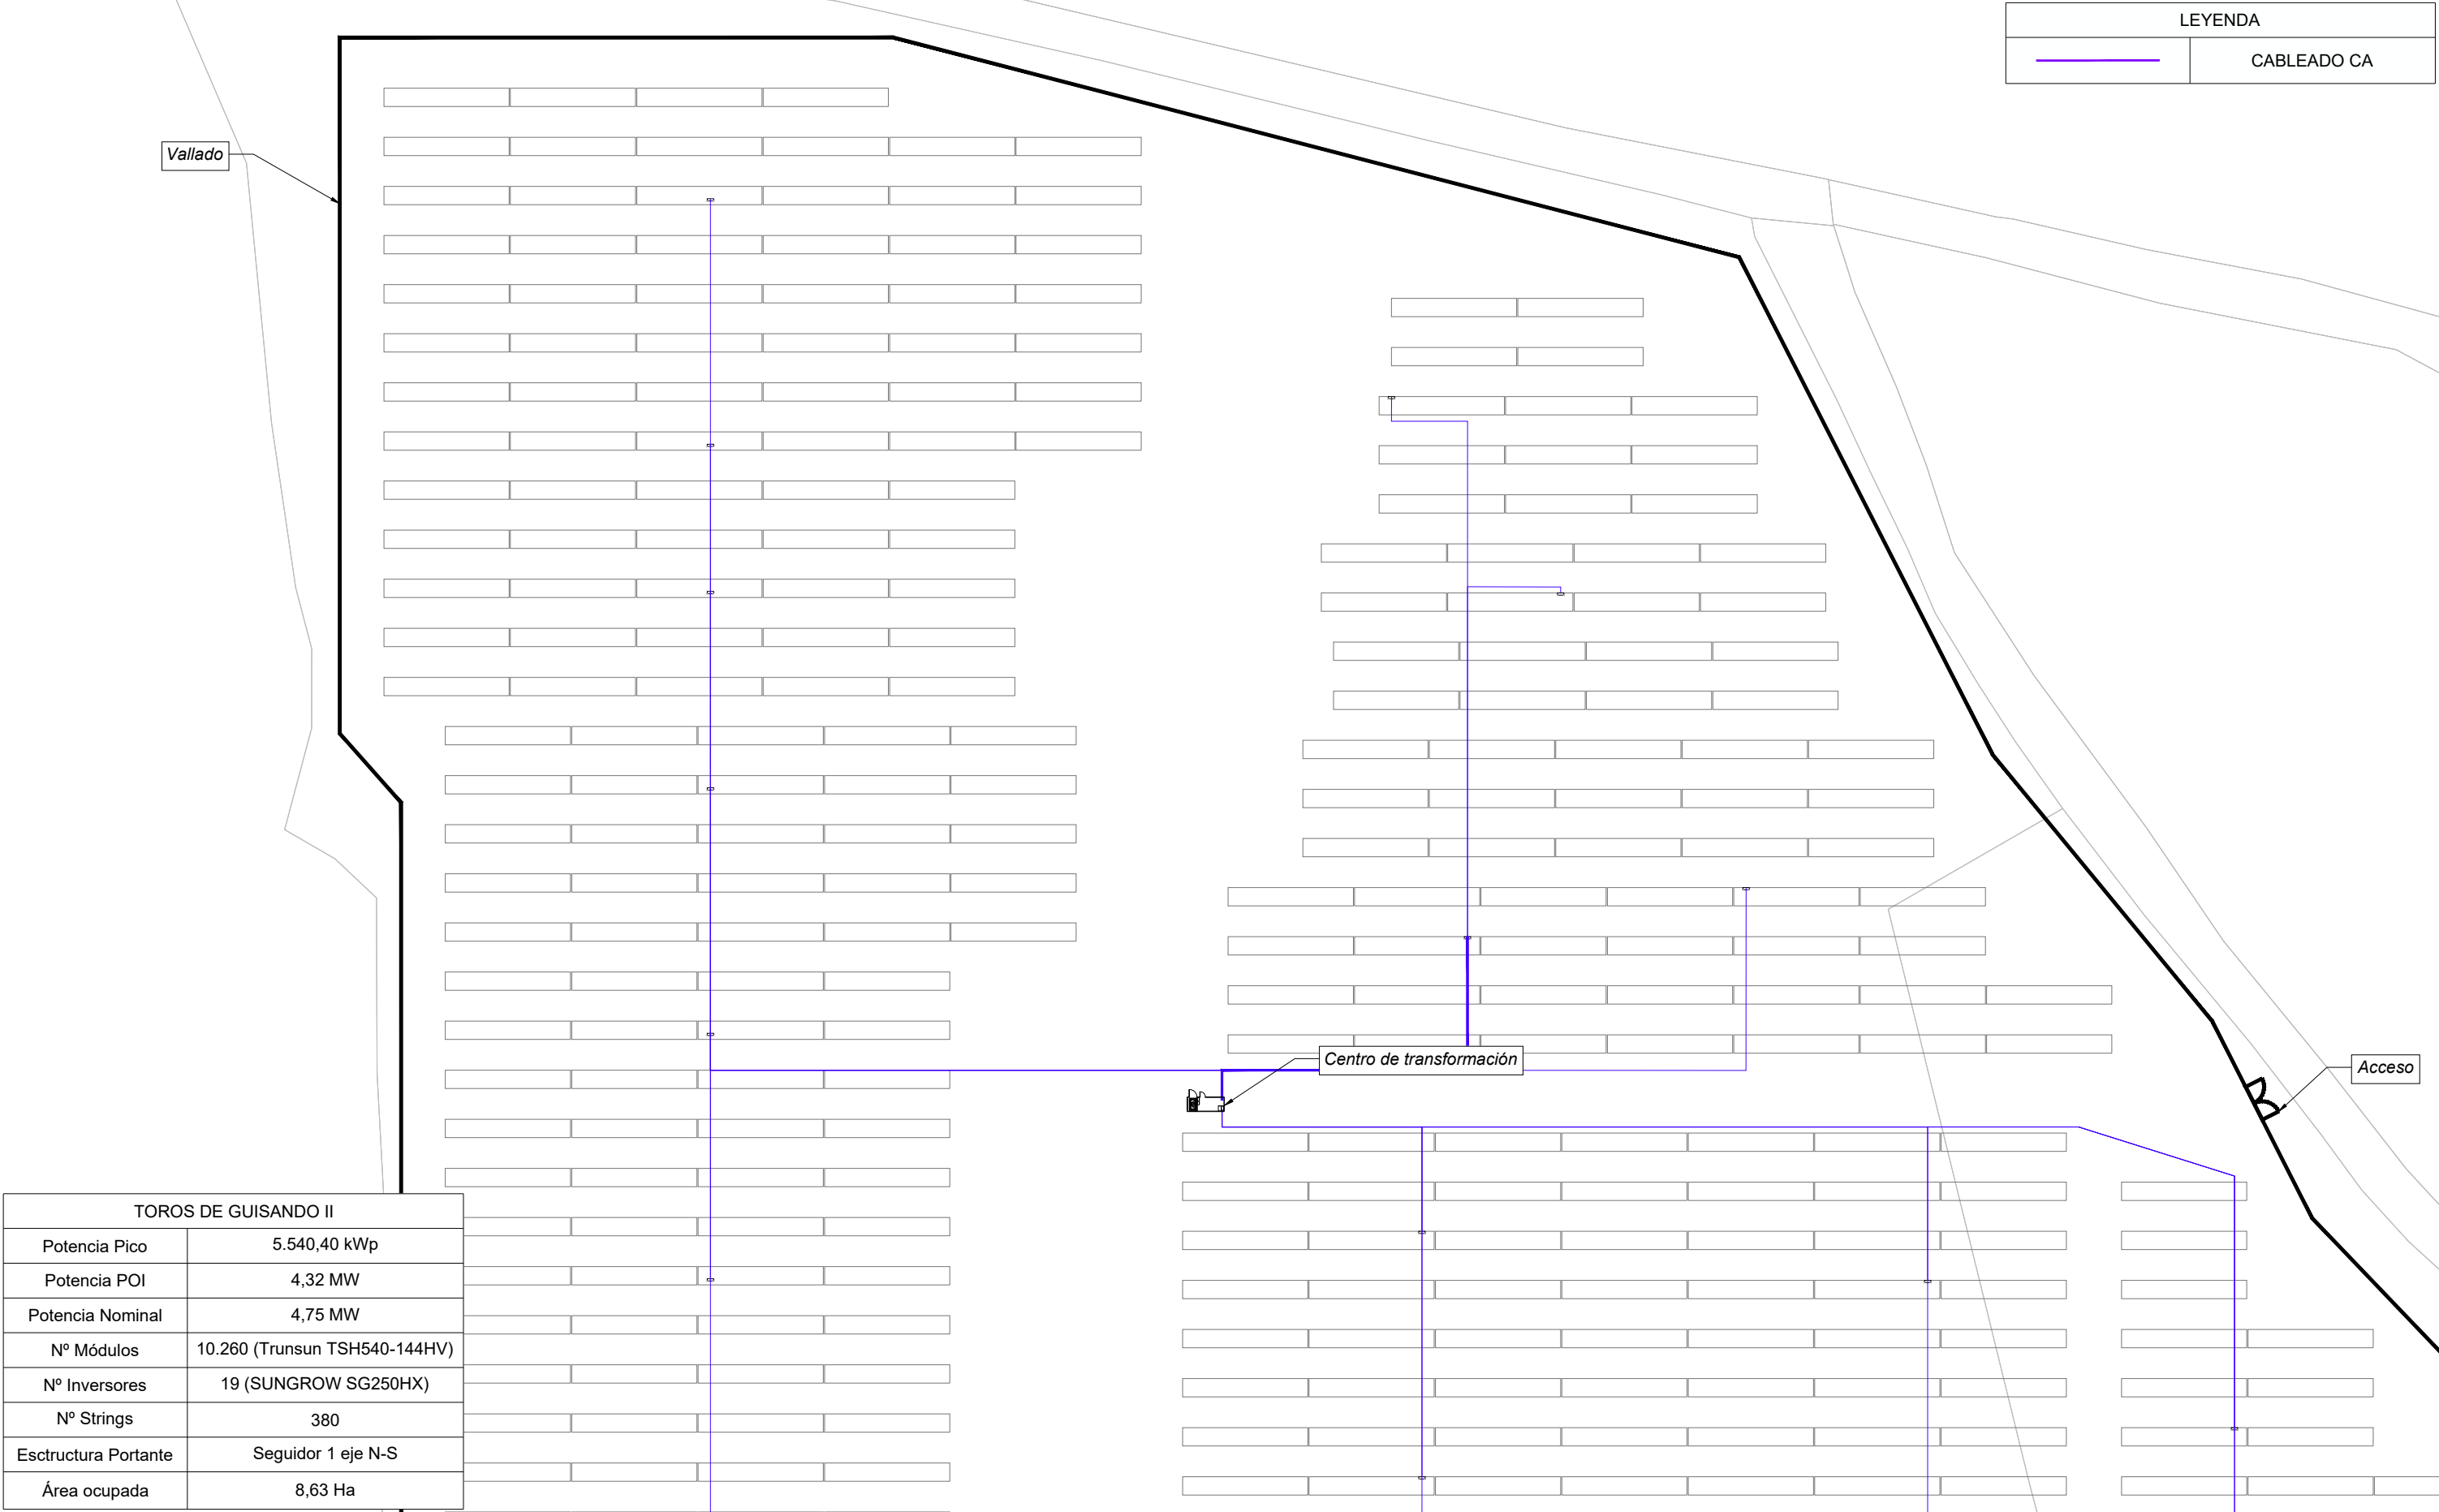 LEYENDA
CABLEADO CA
Vallado
Centro de transformación
Acceso
TOROS DE GUISANDO II
Potencia Pico 5.540,40 kWp
Potencia POI 4,32 MW
Potencia Nominal 4,75 MW
Nº Módulos 10.260 (Trunsun TSH540-144HV)
Nº Inversores 19 (SUNGROW SG250HX)
Nº Strings 380
Esctructura Portante Seguidor 1 eje N-S
Área ocupada 8,63 Ha